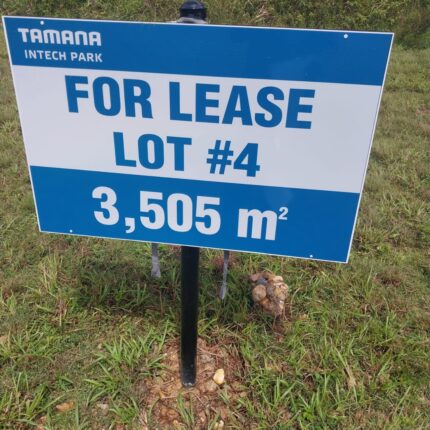 TAMANA
INTECH PARK
FOR LEASE
LOT #4
3,505 m²